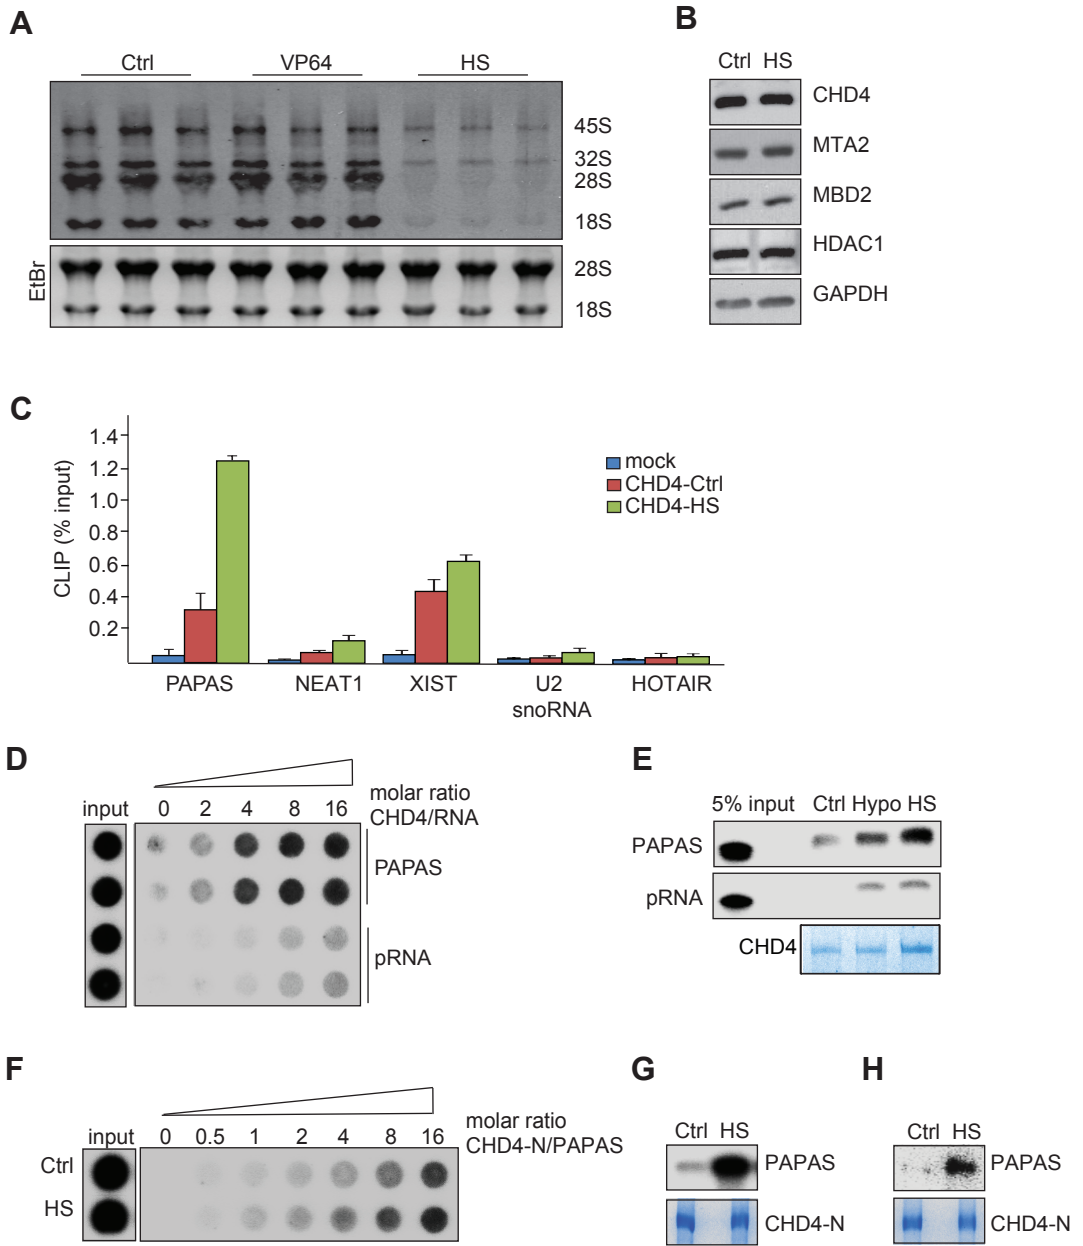 A
Ctrl VP64 HS
45S
32S
28S
18S
EtBr
28S
18S
B
Ctrl HS
CHD4
MTA2
MBD2
HDAC1
GAPDH
C
CLIP (% input)
1.4
1.2
1.0
0.8
0.6
0.4
0.2
mock
CHD4-Ctrl
CHD4-HS
PAPAS NEAT1 XIST U2 HOTAIR
snoRNA
D
molar ratio
input 0 2 4 8 16 CHD4/RNA
PAPAS
pRNA
E
5% input Ctrl Hypo HS
PAPAS
pRNA
CHD4
F
molar ratio
input 0 0.5 1 2 4 8 16 CHD4-N/PAPAS
Ctrl
HS
G
Ctrl HS
PAPAS
CHD4-N
H
Ctrl HS
PAPAS
CHD4-N